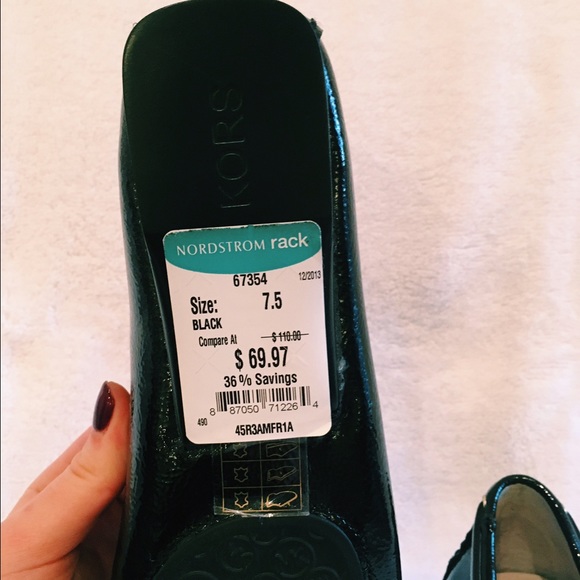 KORS
NORDSTROM rack
67354 12/2013
Size: 7.5
BLACK
Compare At $ 110.00
$ 69.97
36 % Savings
8 87050 71226 4
490
45R3AMFR1A